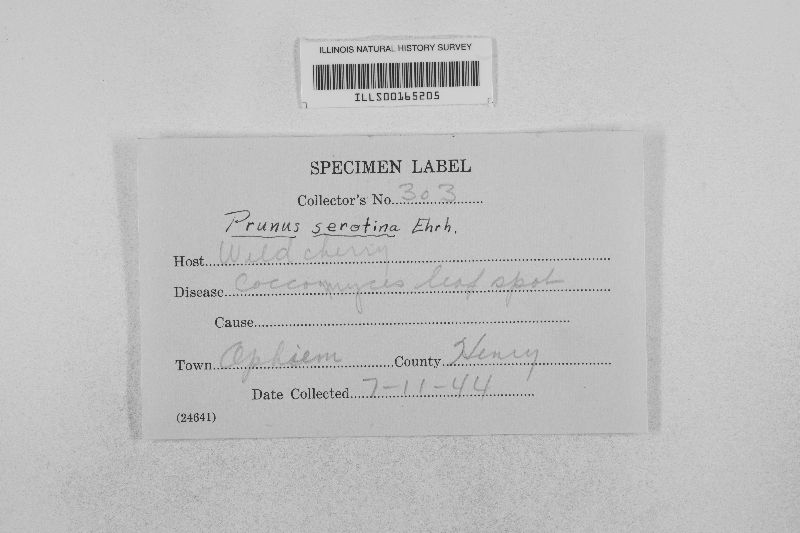 ILLINOIS NATURAL HISTORY SURVEY
ILLS00165205
SPECIMEN LABEL
Collector's No. 303
Prunus serotina Ehrh.
Host Wild cherry
Disease Coccomyces leaf spot
Cause
Town Ophiem County Henry
Date Collected 7-11-44
(24641)